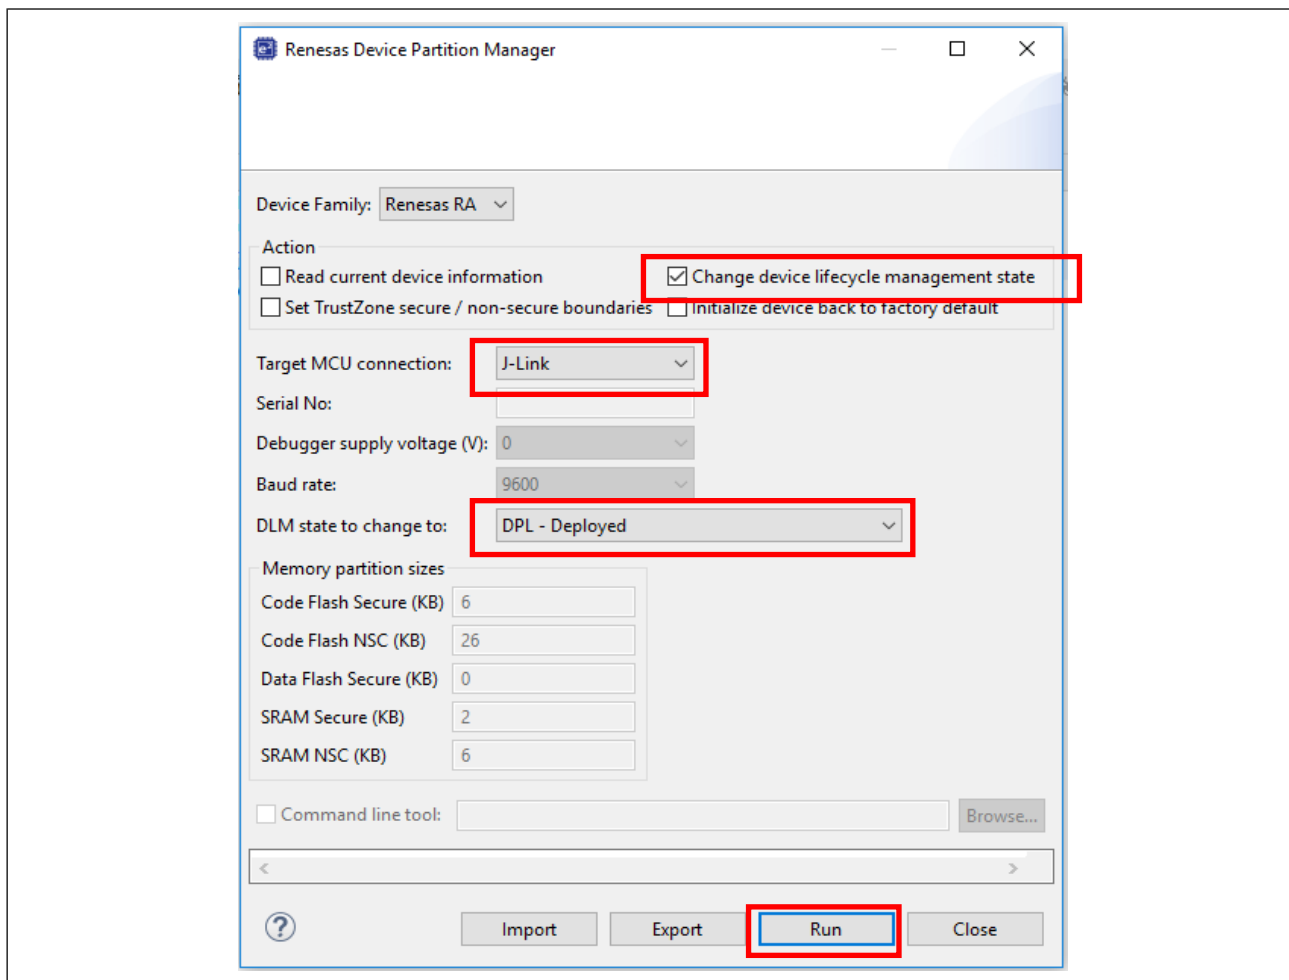 Renesas Device Partition Manager
Device Family: Renesas RA
Action
Read current device information Change device lifecycle management state
Set TrustZone secure / non-secure boundaries Initialize device back to factory default
Target MCU connection: J-Link
Serial No:
Debugger supply voltage (V): 0
Baud rate: 9600
DLM state to change to: DPL - Deployed
Memory partition sizes
Code Flash Secure (KB) 6
Code Flash NSC (KB) 26
Data Flash Secure (KB) 0
SRAM Secure (KB) 2
SRAM NSC (KB) 6
Command line tool: Browse...
? Import Export Run Close